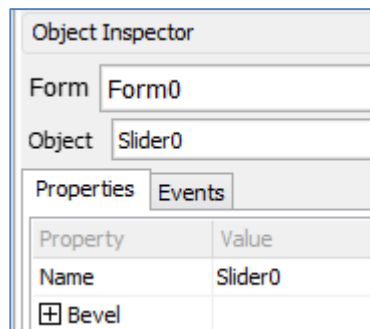 Object Inspector
Form Form0
Object Slider0
Properties Events
Property Value
Name Slider0
Bevel